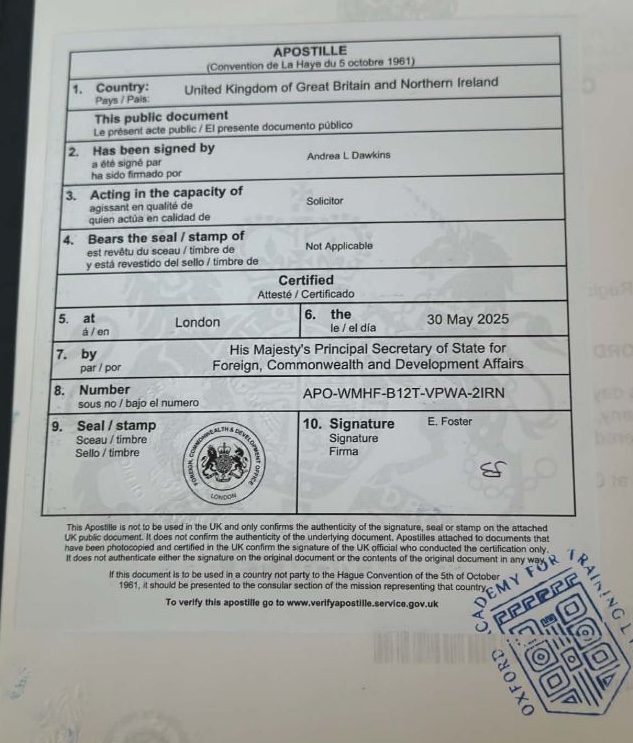 APOSTILLE
(Convention de La Haye du 5 octobre 1961)
1. Country: United Kingdom of Great Britain and Northern Ireland
Pays / Pais:
This public document
Le présent acte public / El presente documento público
2. Has been signed by Andrea L Dawkins
a été signé par
ha sido firmado por
3. Acting in the capacity of Solicitor
agissant en qualité de
quien actúa en calidad de
4. Bears the seal / stamp of Not Applicable
est revêtu du sceau / timbre de
y está revestido del sello / timbre de
Certified
Attesté / Certificado
5. at London 6. the 30 May 2025
á / en le / el día
7. by His Majesty's Principal Secretary of State for
par / por Foreign, Commonwealth and Development Affairs
8. Number APO-WMHF-B12T-VPWA-2IRN
sous no / bajo el numero
9. Seal / stamp 10. Signature E. Foster
Sceau / timbre Signature
Sello / timbre Firma
FOREIGN, COMMONWEALTH & DEVELOPMENT OFFICE
LONDON
This Apostille is not to be used in the UK and only confirms the authenticity of the signature, seal or stamp on the attached
UK public document. It does not confirm the authenticity of the underlying document. Apostilles attached to documents that
have been photocopied and certified in the UK confirm the signature of the UK official who conducted the certification only.
It does not authenticate either the signature on the original document or the contents of the original document in any way.
If this document is to be used in a country not party to the Hague Convention of the 5th of October
1961, it should be presented to the consular section of the mission representing that country.
To verify this apostille go to www.verifyapostille.service.gov.uk
OXFORD ACADEMY FOR TRAINING